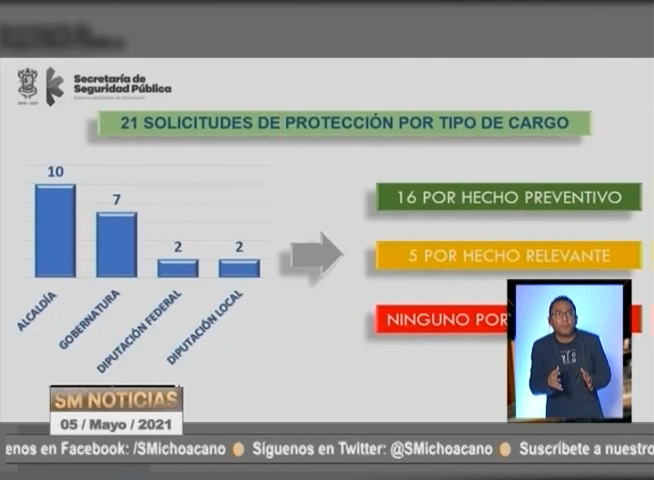 Secretaría de
Seguridad Pública
21 SOLICITUDES DE PROTECCIÓN POR TIPO DE CARGO
10
7
2
2
ALCALDÍA
GOBERNATURA
DIPUTACIÓN FEDERAL
DIPUTACIÓN LOCAL
16 POR HECHO PREVENTIVO
5 POR HECHO RELEVANTE
NINGUNO POR
SM NOTICIAS
05 / Mayo / 2021
enos en Facebook: /SMichoacano Síguenos en Twitter: @SMichoacano Suscríbete a nuestro